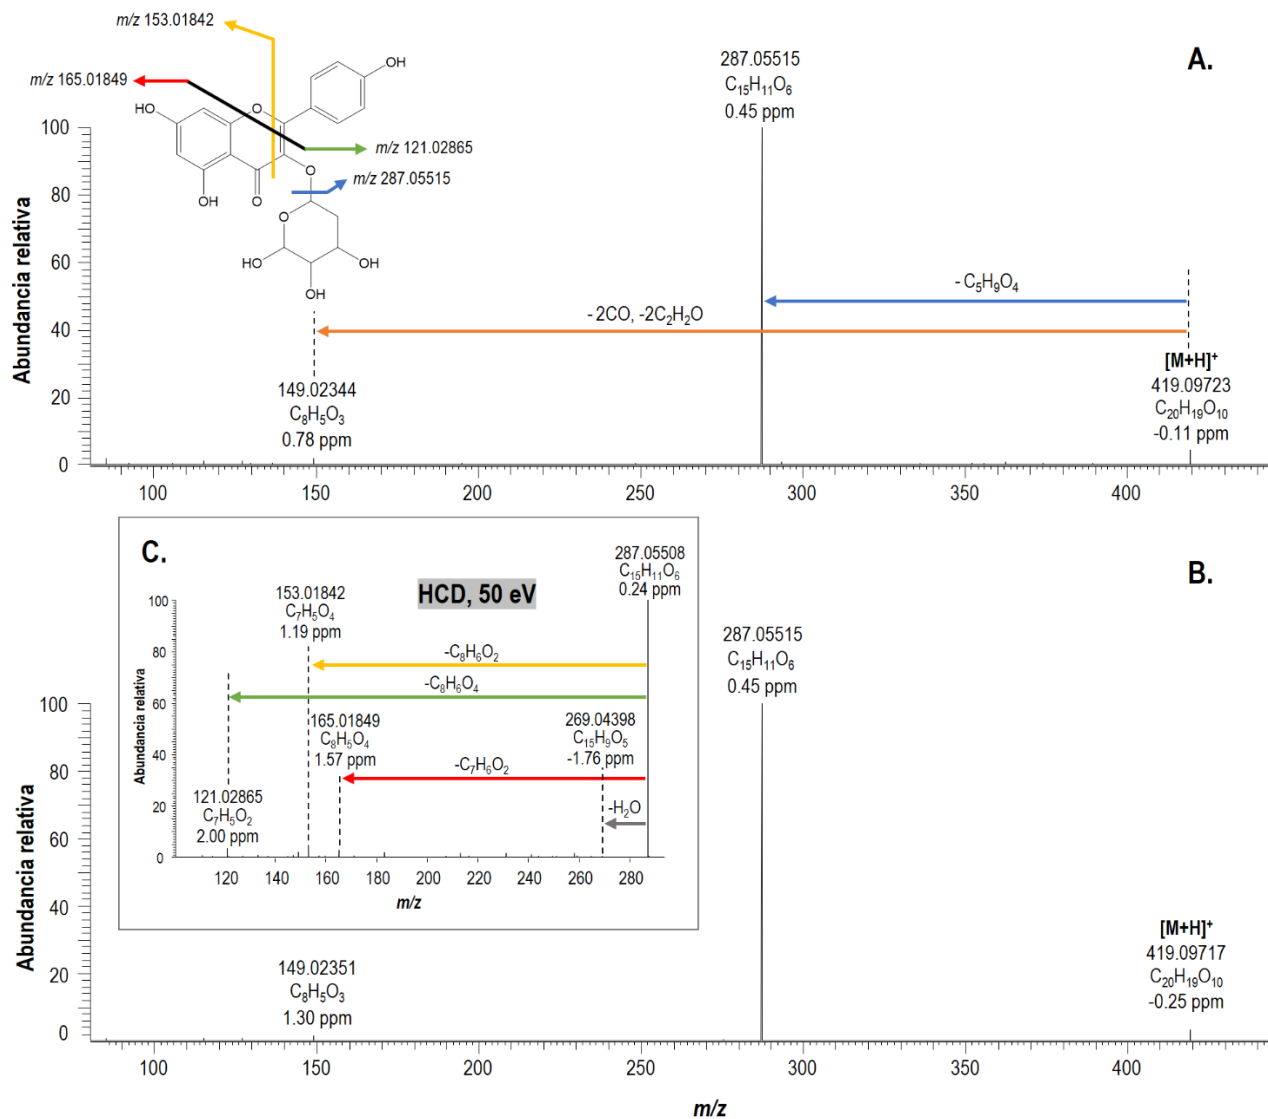 m/z 153.01842
m/z 165.01849
m/z 121.02865
m/z 287.05515
OH
HO
O
O
O
OH
O
HO
OH
OH
A.
287.05515
C₁₅H₁₁O₆
0.45 ppm
- C₅H₉O₄
- 2CO, -2C₂H₂O
149.02344
C₈H₅O₃
0.78 ppm
[M+H]⁺
419.09723
C₂₀H₁₉O₁₀
-0.11 ppm
Abundancia relativa
100
80
60
40
20
0
100 150 200 250 300 350 400
C.
HCD, 50 eV
153.01842
C₇H₅O₄
1.19 ppm
287.05508
C₁₅H₁₁O₆
0.24 ppm
-C₈H₆O₂
-C₈H₆O₄
165.01849
C₈H₅O₄
1.57 ppm
269.04398
C₁₅H₉O₅
-1.76 ppm
-C₇H₆O₂
-H₂O
121.02865
C₇H₅O₂
2.00 ppm
Abundancia relativa
100
80
60
40
20
0
120 140 160 180 200 220 240 260 280
m/z
B.
287.05515
C₁₅H₁₁O₆
0.45 ppm
149.02351
C₈H₅O₃
1.30 ppm
[M+H]⁺
419.09717
C₂₀H₁₉O₁₀
-0.25 ppm
Abundancia relativa
100
80
60
40
20
0
100 150 200 250 300 350 400
m/z